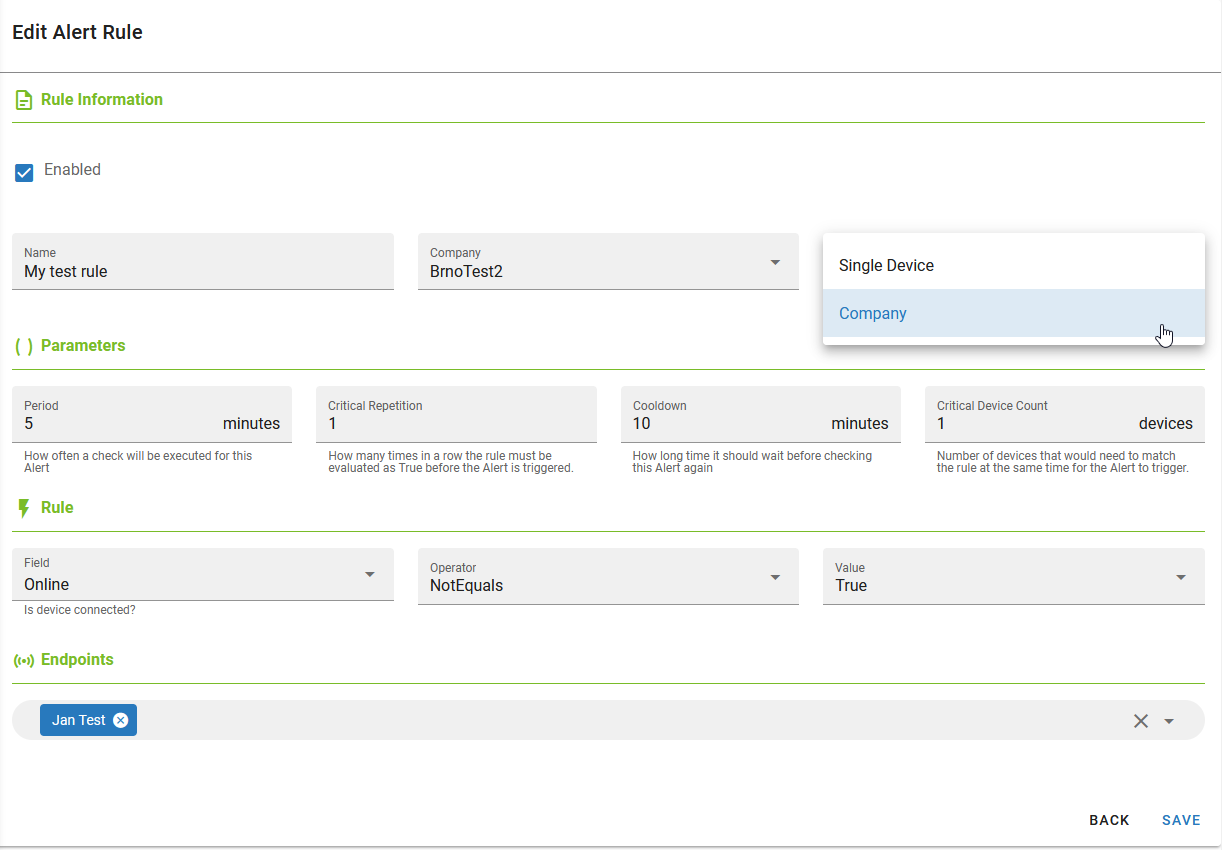 Edit Alert Rule
Rule Information
Enabled
Name
My test rule
Company
BrnoTest2
Single Device
Company
( ) Parameters
Period
5 minutes
How often a check will be executed for this
Alert
Critical Repetition
1
How many times in a row the rule must be
evaluated as True before the Alert is triggered.
Cooldown
10 minutes
How long time it should wait before checking
this Alert again
Critical Device Count
1 devices
Number of devices that would need to match
the rule at the same time for the Alert to trigger.
Rule
Field
Online
Is device connected?
Operator
NotEquals
Value
True
Endpoints
Jan Test
BACK SAVE